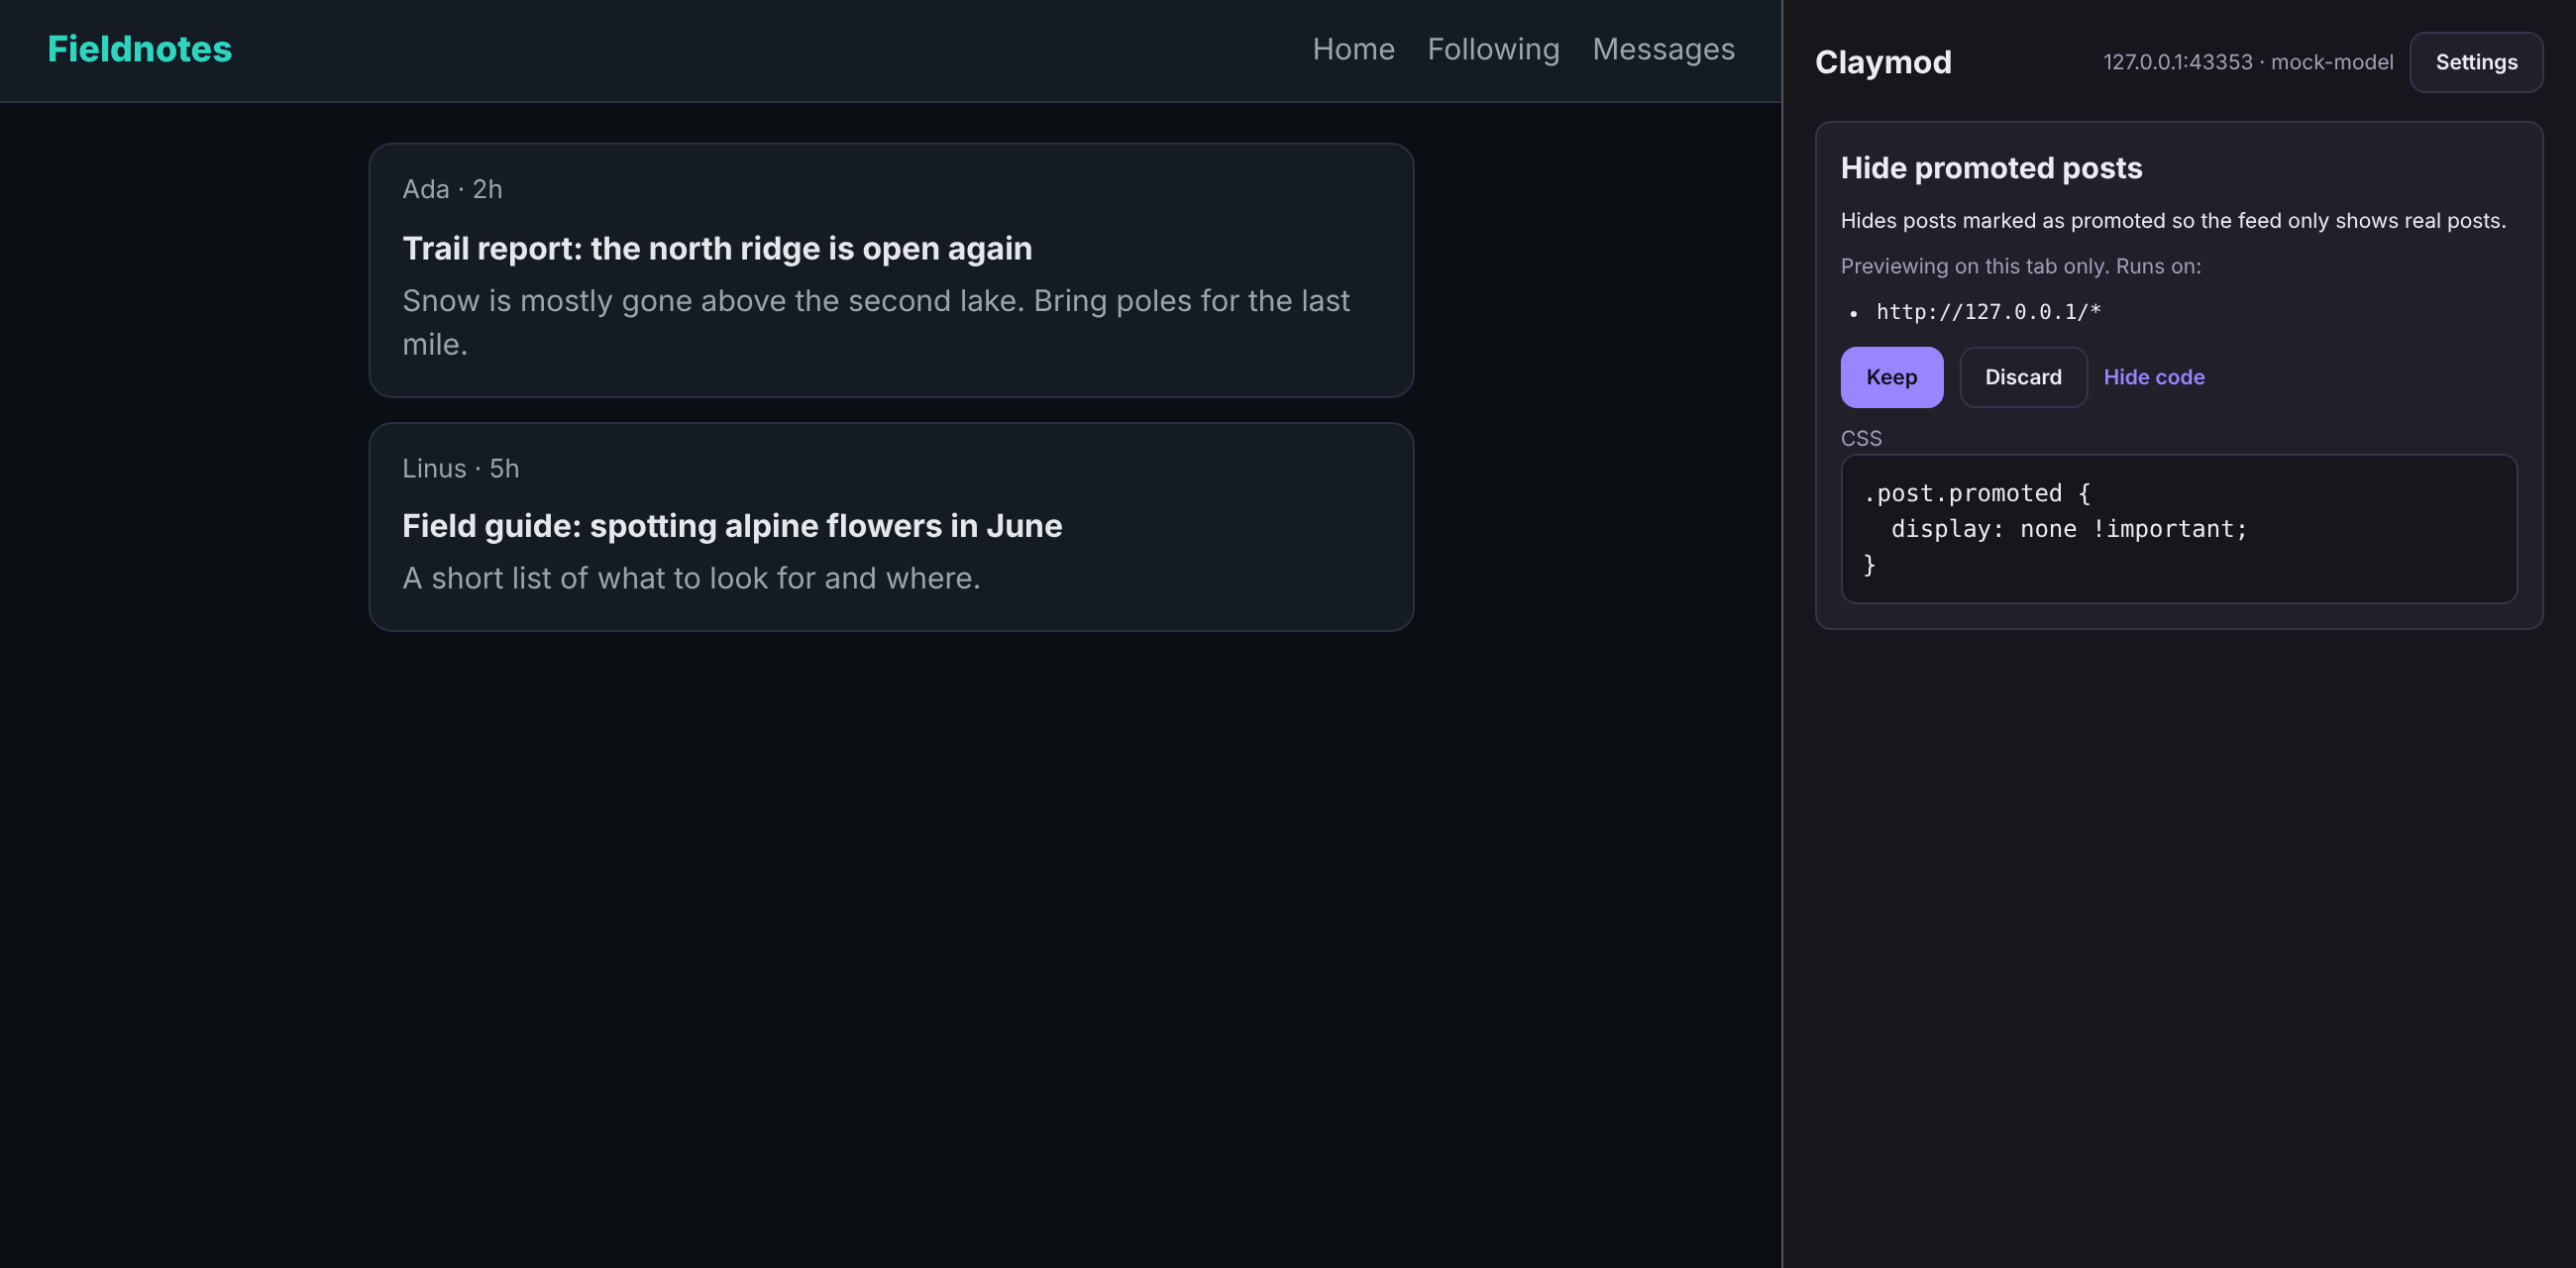 Fieldnotes
Home Following Messages
Ada · 2h
Trail report: the north ridge is open again
Snow is mostly gone above the second lake. Bring poles for the last
mile.
Linus · 5h
Field guide: spotting alpine flowers in June
A short list of what to look for and where.
Claymod
127.0.0.1:43353 · mock-model
Settings
Hide promoted posts
Hides posts marked as promoted so the feed only shows real posts.
Previewing on this tab only. Runs on:
• http://127.0.0.1/*
Keep Discard Hide code
CSS
.post.promoted {
  display: none !important;
}